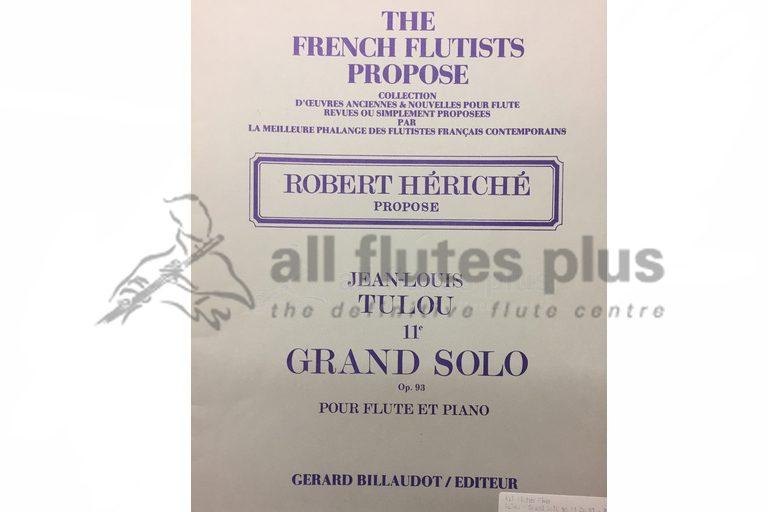 THE
FRENCH FLUTISTS
PROPOSE
COLLECTION
D'ŒUVRES ANCIENNES & NOUVELLES POUR FLUTE
REVUES OU SIMPLEMENT PROPOSEES
PAR
LA MEILLEURE PHALANGE DES FLUTISTES FRANÇAIS CONTEMPORAINS
ROBERT HÉRICHÉ
PROPOSE
all flutes plus
the definitive flute centre
JEAN-LOUIS
TULOU
11e
GRAND SOLO
Op. 93
POUR FLUTE ET PIANO
GERARD BILLAUDOT / EDITEUR